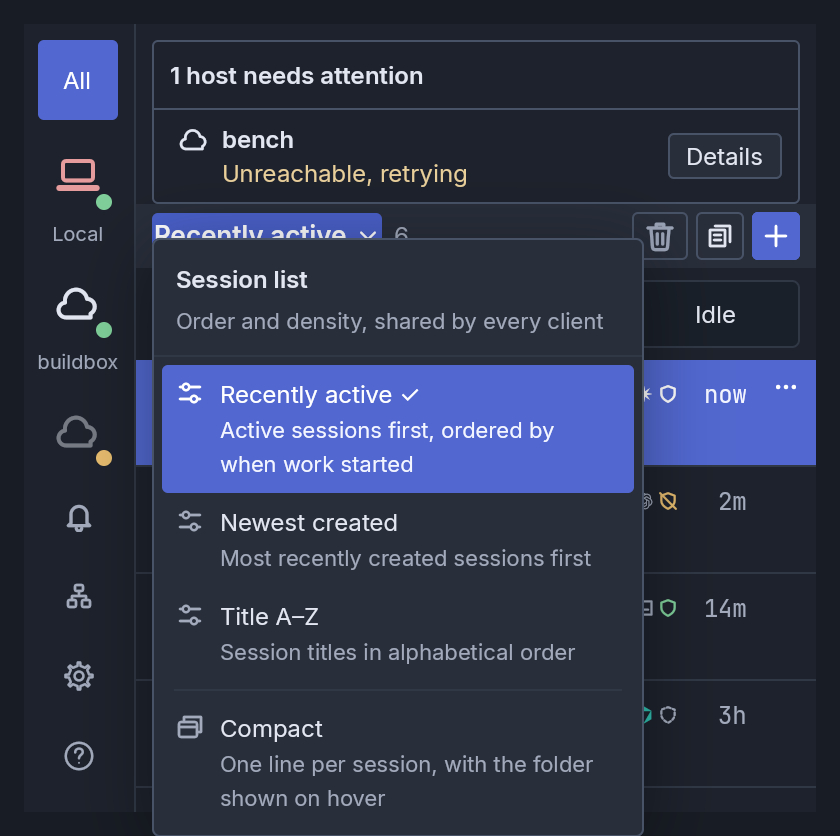 All
1 host needs attention
bench
Unreachable, retrying
Details
Local
Recently active
6
Session list
Order and density, shared by every client
Idle
buildbox
Recently active
now
Active sessions first, ordered by
when work started
Newest created
2m
Most recently created sessions first
Title A–Z
14m
Session titles in alphabetical order
3h
Compact
One line per session, with the folder
shown on hover